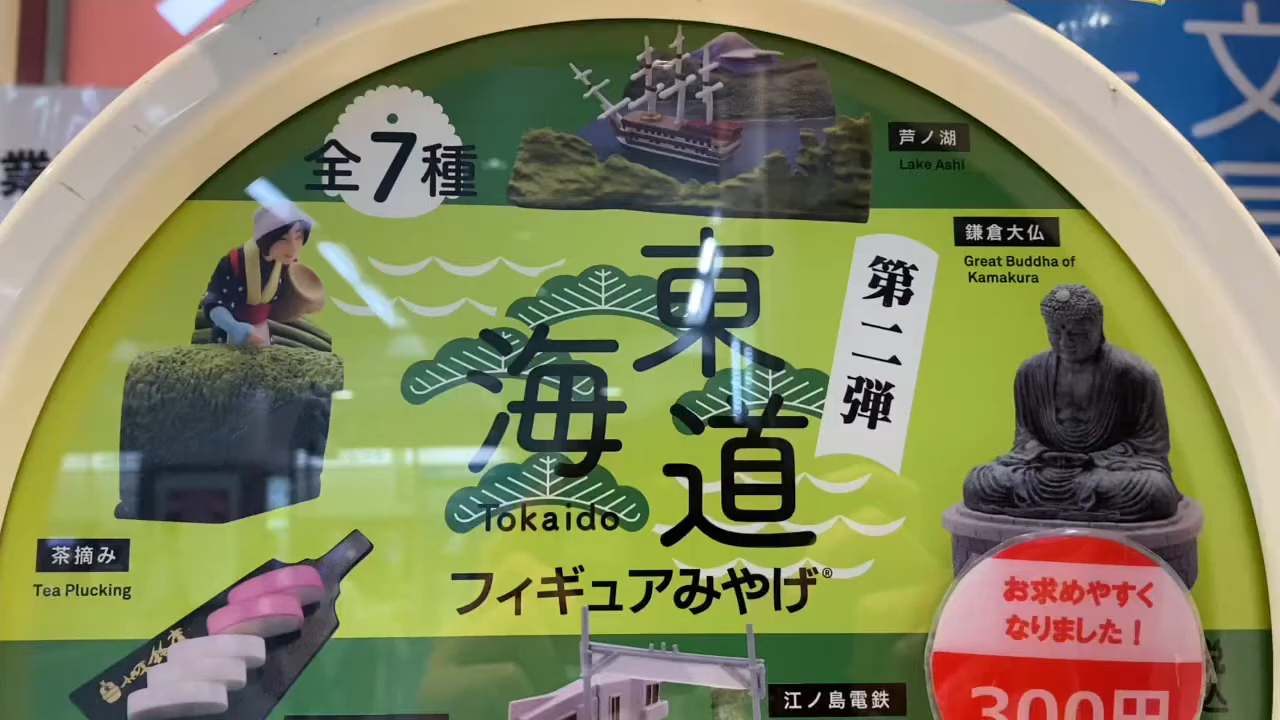 文
業
全7種
芦ノ湖
Lake Ashi
鎌倉大仏
Great Buddha of
Kamakura
東海道
第二弾
Tokaido
フィギュアみやげ®
茶摘み
Tea Plucking
お求めやすく
なりました!
300円
江ノ島電鉄